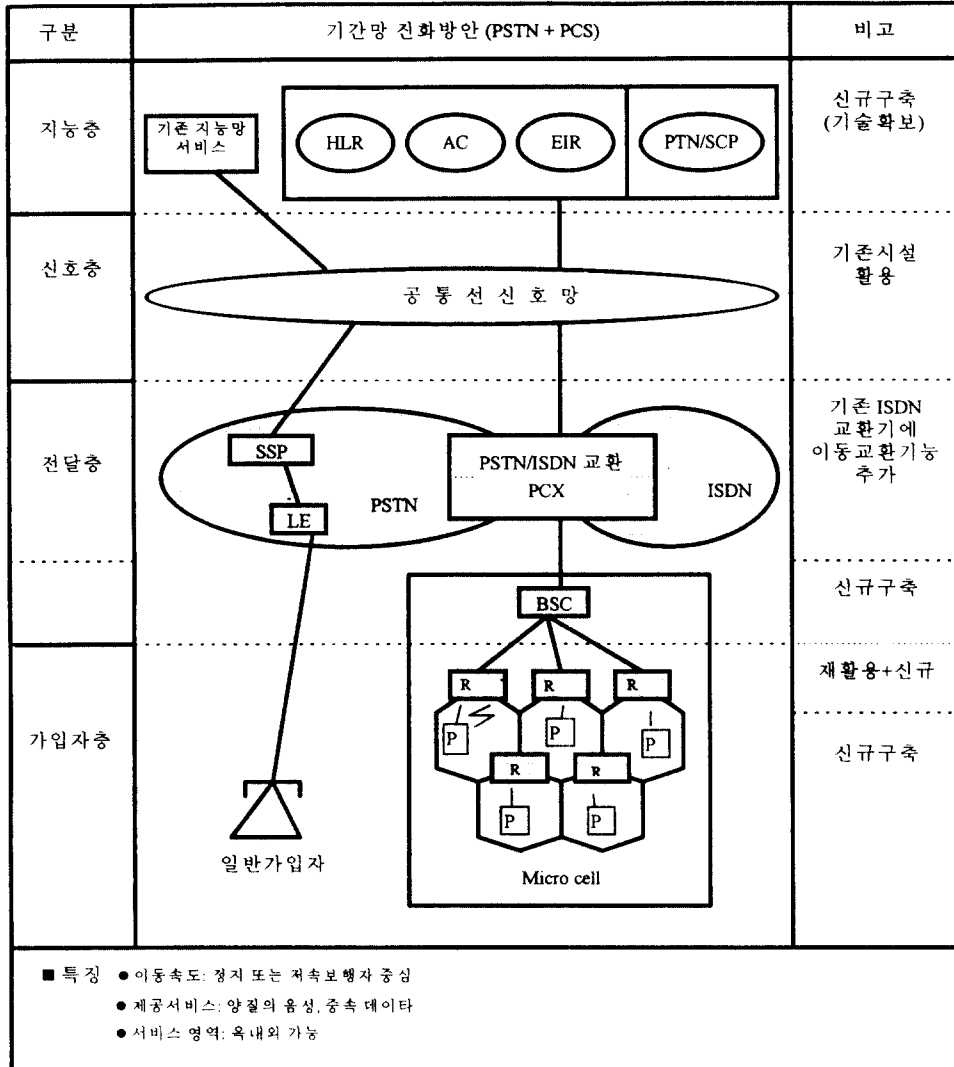 구분
기간망 진화방안 (PSTN + PCS)
비고
지능층
기존 지능망
서비스
HLR
AC
EIR
PTN/SCP
신규구축
(기술확보)
신호층
공 통 선 신 호 망
기존시설
활용
전달층
SSP
LE
PSTN
PSTN/ISDN 교환
PCX
ISDN
기존 ISDN
교환기에
이동교환기능
추가
BSC
신규구축
가입자층
R
R
R
P
P
P
R
R
P
P
Micro cell
일반가입자
재활용+신규
신규구축
■ 특징 ● 이동속도: 정지 또는 저속보행자 중심
● 제공서비스: 양질의 음성, 중속 데이타
● 서비스 영역: 옥내외 가능